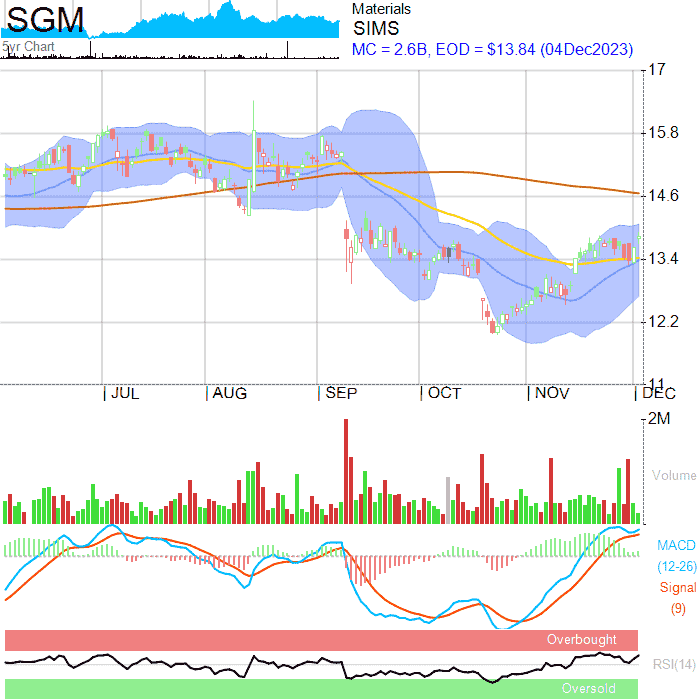 SGM
Materials
SIMS
MC = 2.6B, EOD = $13.84 (04Dec2023)
5yr Chart
17
15.8
14.6
13.4
12.2
11
JUL AUG SEP OCT NOV DEC
2M
Volume
MACD
(12-26)
Signal
(9)
Overbought
RSI(14)
Oversold